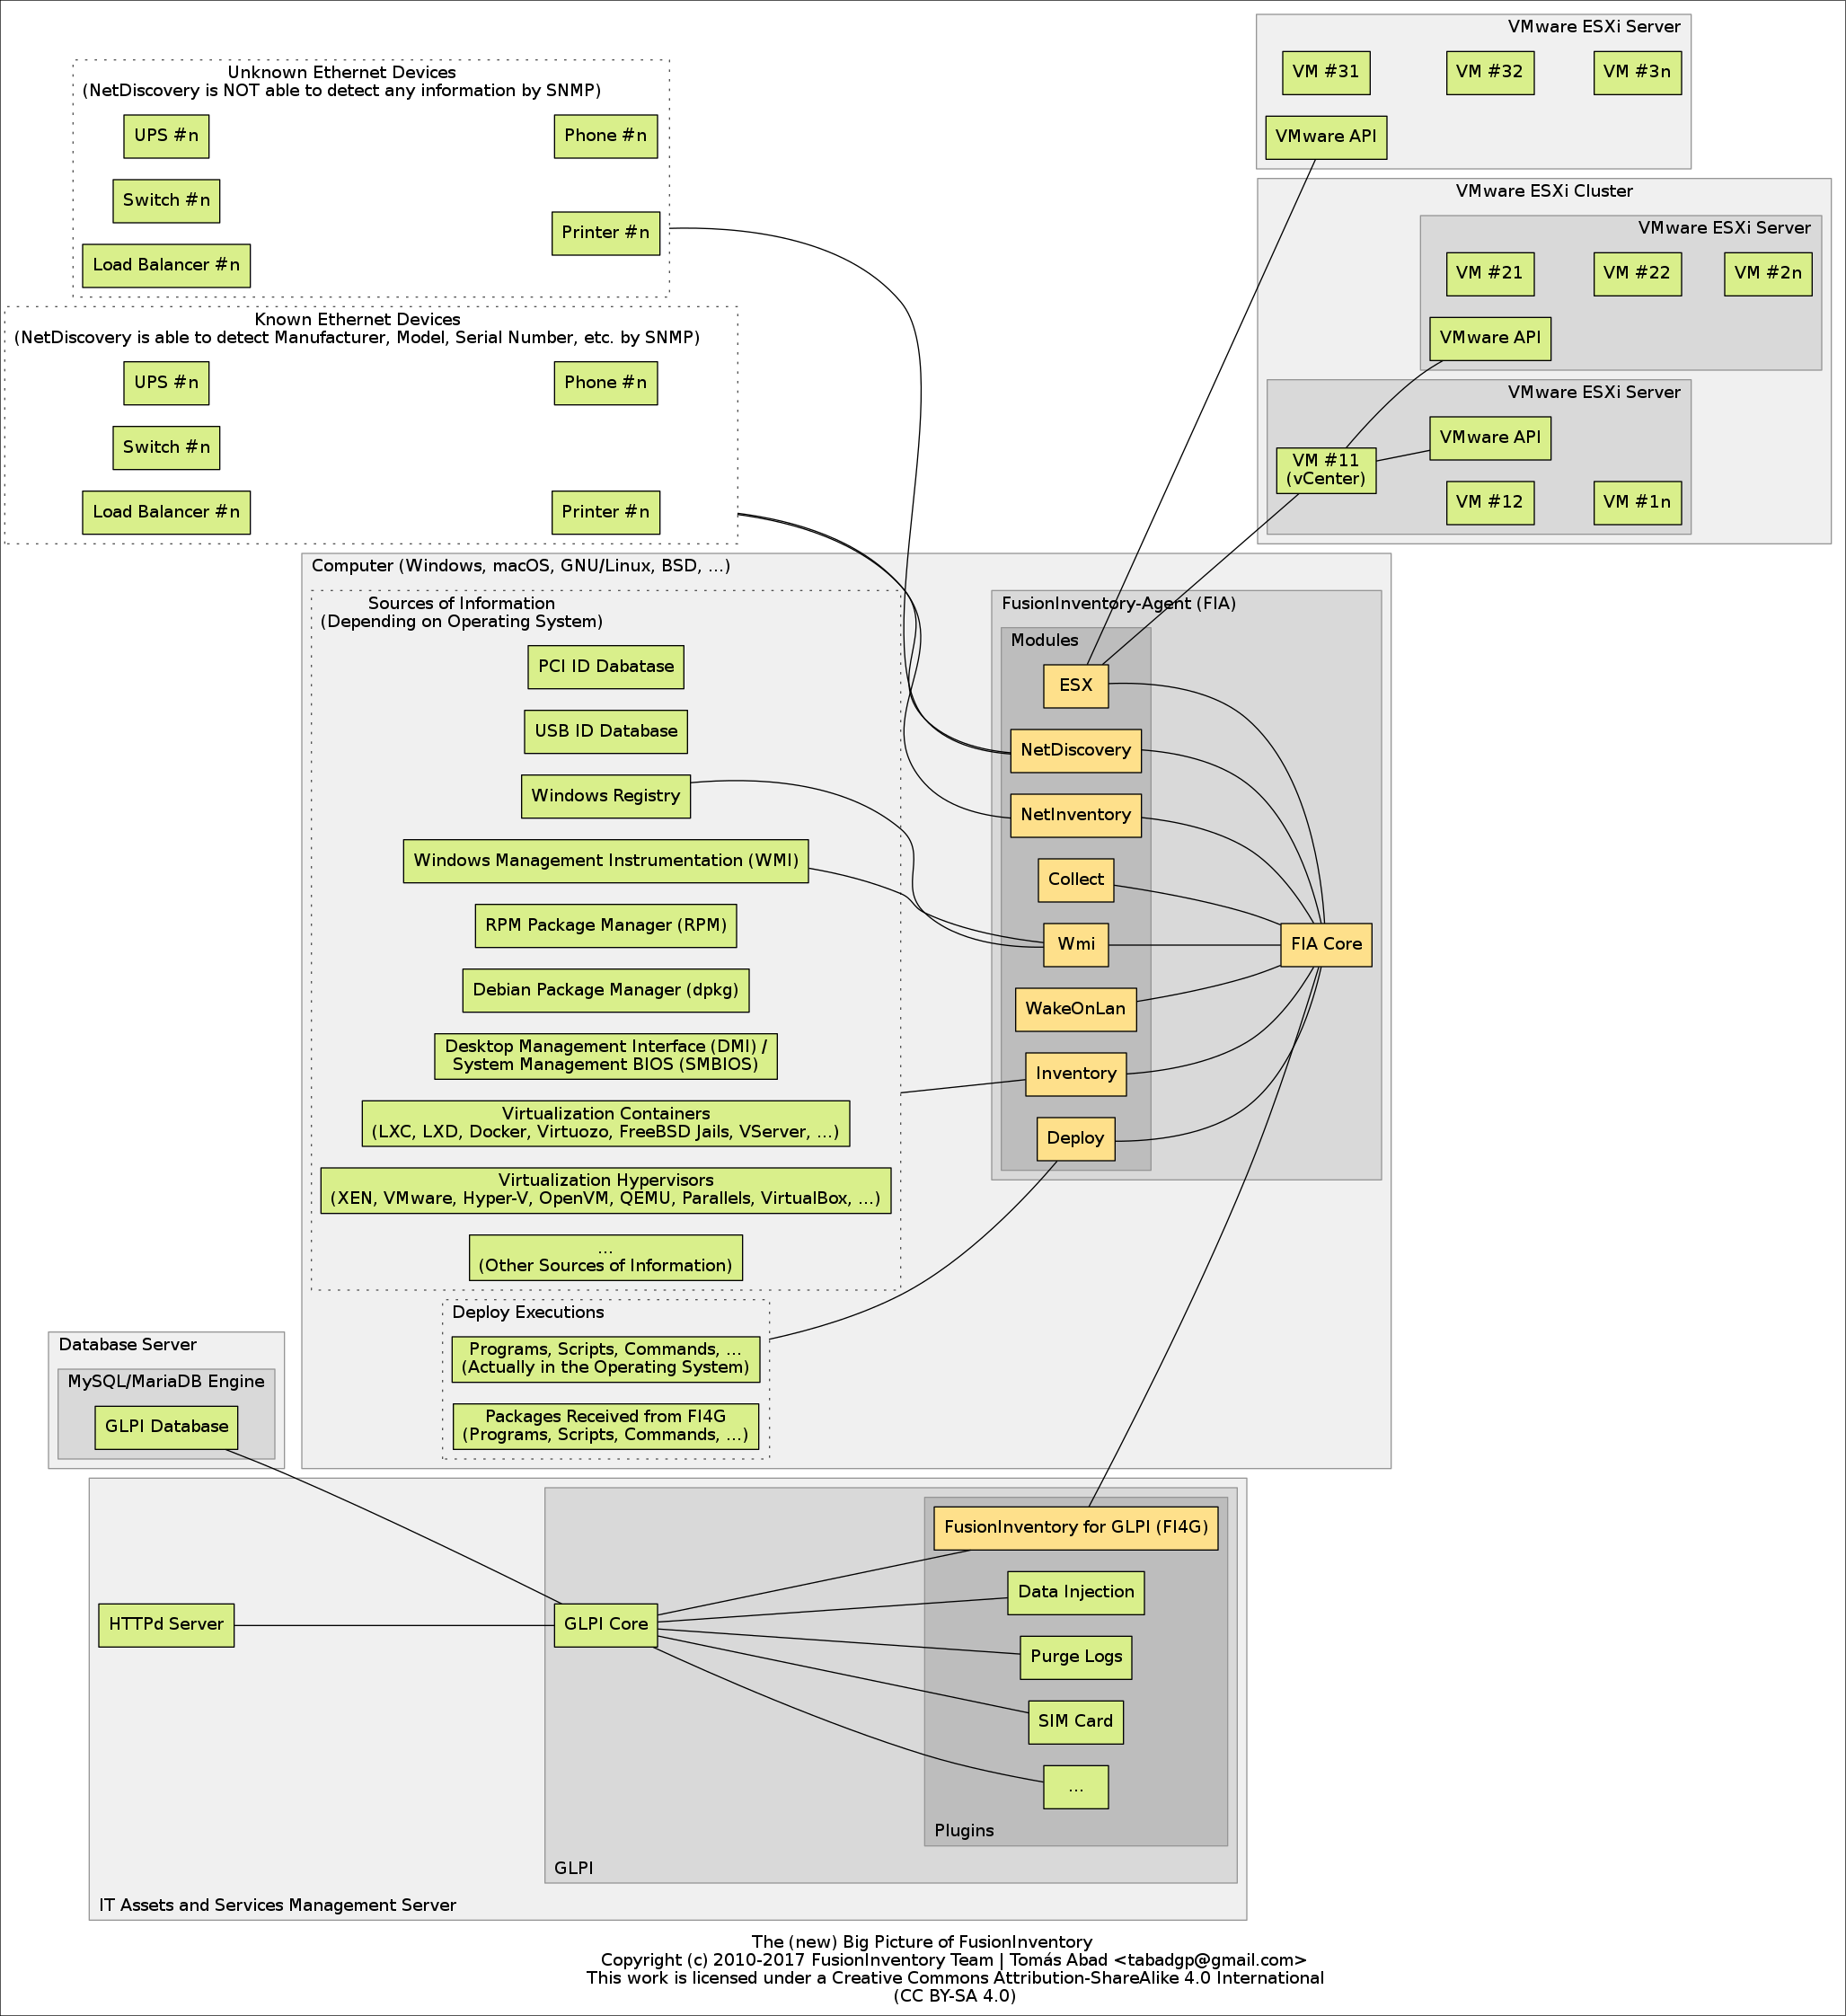 VMware ESXi Server
VM #31
VM #32
VM #3n
VMware API
Unknown Ethernet Devices
(NetDiscovery is NOT able to detect any information by SNMP)
UPS #n
Phone #n
Switch #n
Printer #n
Load Balancer #n
VMware ESXi Cluster
VMware ESXi Server
VM #21
VM #22
VM #2n
VMware API
VMware ESXi Server
VMware API
VM #11
(vCenter)
VM #12
VM #1n
Known Ethernet Devices
(NetDiscovery is able to detect Manufacturer, Model, Serial Number, etc. by SNMP)
UPS #n
Phone #n
Switch #n
Load Balancer #n
Printer #n
Computer (Windows, macOS, GNU/Linux, BSD, ...)
Sources of Information
(Depending on Operating System)
PCI ID Dabatase
USB ID Database
Windows Registry
Windows Management Instrumentation (WMI)
RPM Package Manager (RPM)
Debian Package Manager (dpkg)
Desktop Management Interface (DMI) /
System Management BIOS (SMBIOS)
Virtualization Containers
(LXC, LXD, Docker, Virtuozo, FreeBSD Jails, VServer, ...)
Virtualization Hypervisors
(XEN, VMware, Hyper-V, OpenVM, QEMU, Parallels, VirtualBox, ...)
...
(Other Sources of Information)
FusionInventory-Agent (FIA)
Modules
ESX
NetDiscovery
NetInventory
Collect
Wmi
WakeOnLan
Inventory
Deploy
FIA Core
Deploy Executions
Programs, Scripts, Commands, ...
(Actually in the Operating System)
Packages Received from FI4G
(Programs, Scripts, Commands, ...)
Database Server
MySQL/MariaDB Engine
GLPI Database
HTTPd Server
GLPI Core
FusionInventory for GLPI (FI4G)
Data Injection
Purge Logs
SIM Card
...
Plugins
GLPI
IT Assets and Services Management Server
The (new) Big Picture of FusionInventory
Copyright (c) 2010-2017 FusionInventory Team | Tomás Abad <tabadgp@gmail.com>
This work is licensed under a Creative Commons Attribution-ShareAlike 4.0 International
(CC BY-SA 4.0)